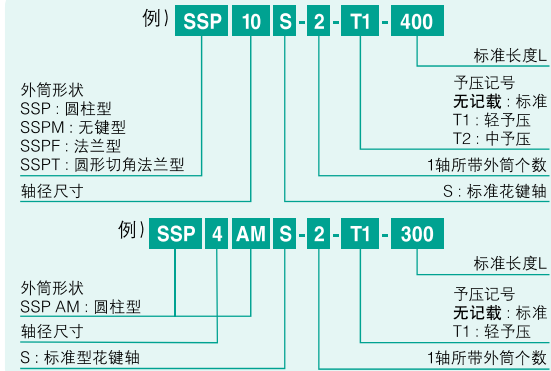 例) SSP 10 S - 2 - T1 - 400
标准长度L
予压记号
无记载 : 标准
T1 : 轻予压
T2 : 中予压
1轴所带外筒个数
S : 标准花键轴
外筒形状
SSP : 圆柱型
SSPM : 无键型
SSPF : 法兰型
SSPT : 圆形切角法兰型
轴径尺寸
例) SSP 4 AM S - 2 - T1 - 300
标准长度L
予压记号
无记载 : 标准
T1 : 轻予压
1轴所带外筒个数
外筒形状
SSP AM : 圆柱型
轴径尺寸
S : 标准型花键轴